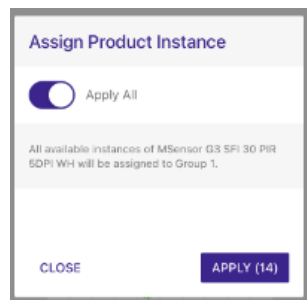 Assign Product Instance
Apply All
All available instances of MSensor G3 SFI 30 PIR
5DPI WH will be assigned to Group 1.
CLOSE
APPLY (14)